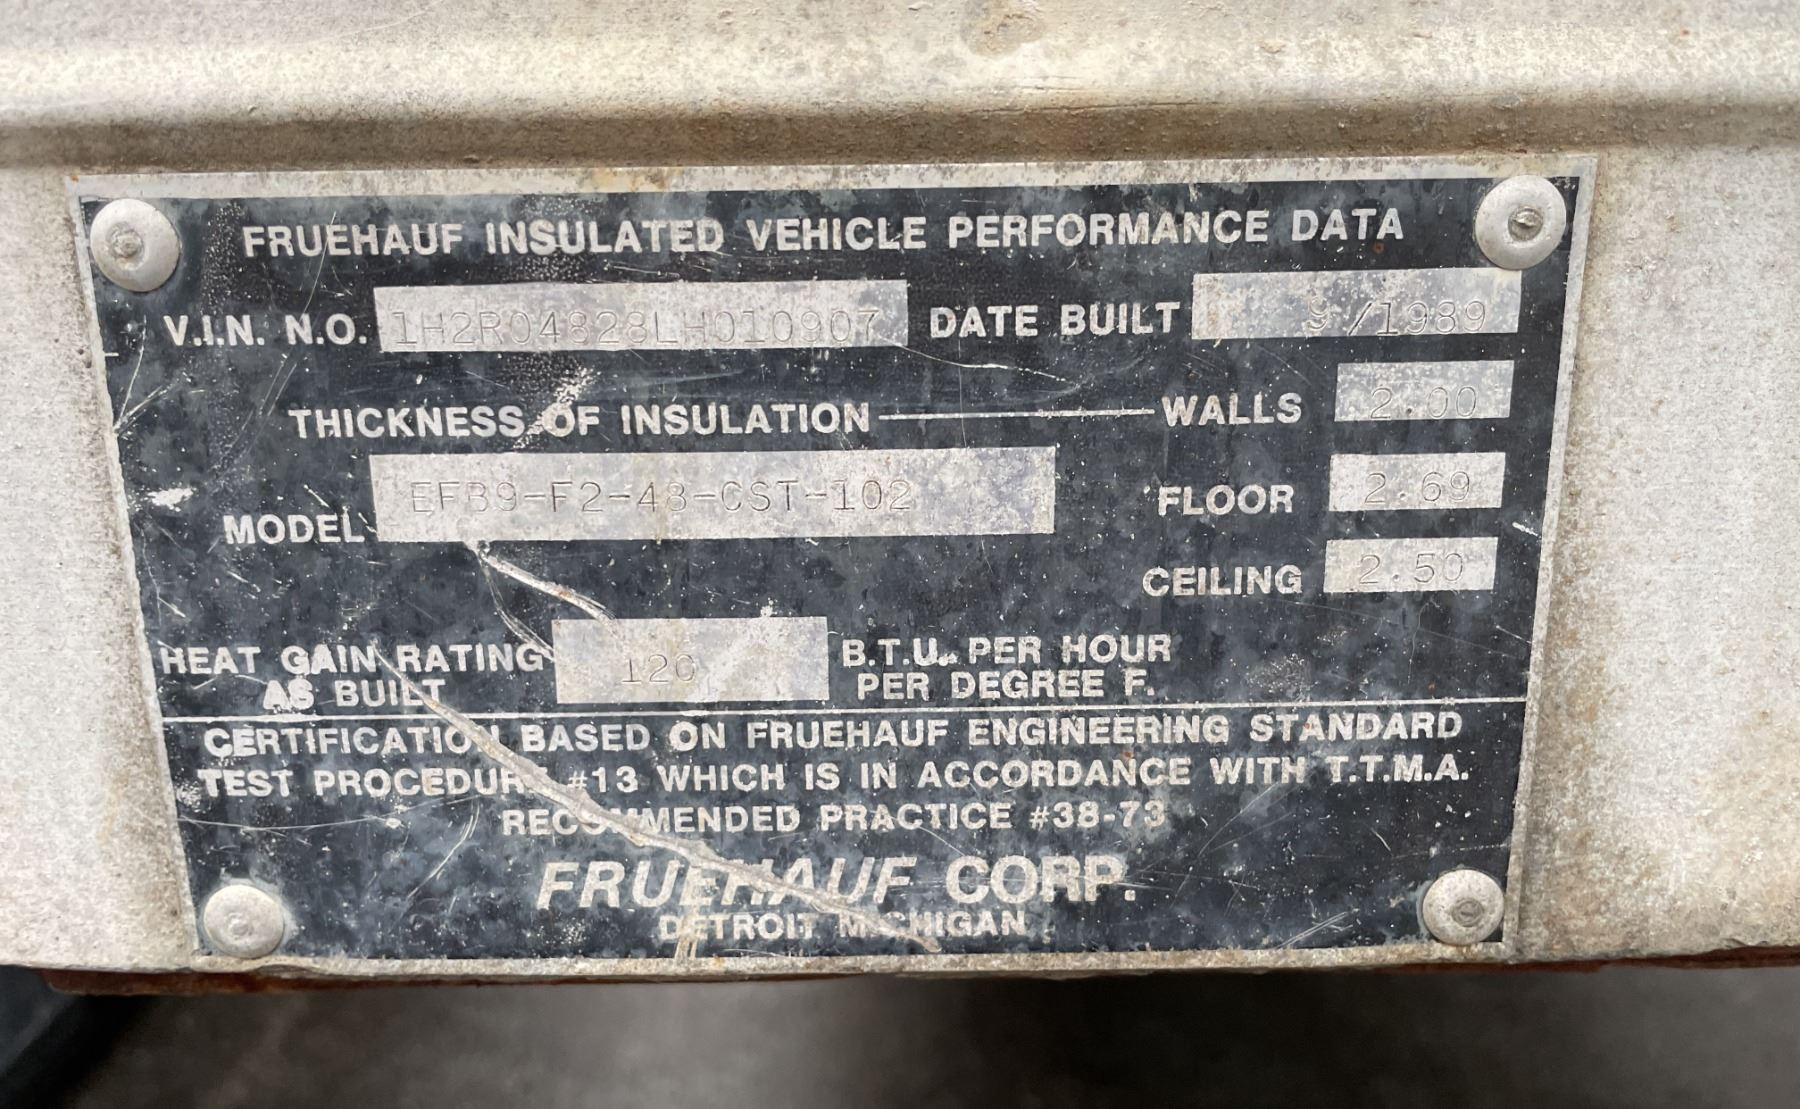 FRUEHAUF INSULATED VEHICLE PERFORMANCE DATA
V.I.N. N.O. 1H2R04828LH010907 DATE BUILT 9/1989
THICKNESS OF INSULATION WALLS 2.00
MODEL EFB9-F2-48-CST-102 FLOOR 2.69
CEILING 2.50
HEAT GAIN RATING 120 B.T.U. PER HOUR
AS BUILT PER DEGREE F.
CERTIFICATION BASED ON FRUEHAUF ENGINEERING STANDARD
TEST PROCEDURE #13 WHICH IS IN ACCORDANCE WITH T.T.M.A.
RECOMMENDED PRACTICE #38-73
FRUEHAUF CORP.
DETROIT MICHIGAN